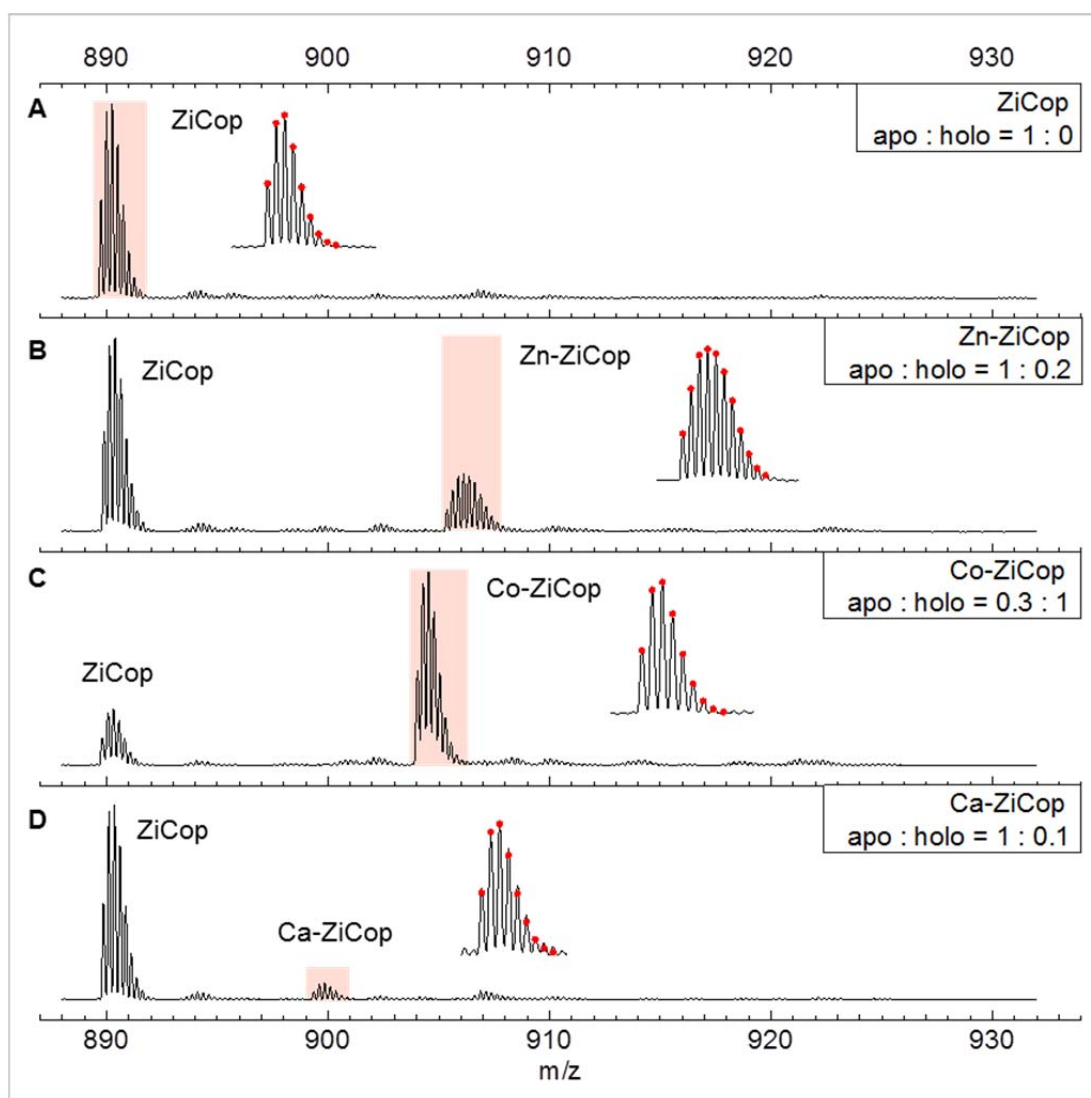 890 900 910 920 930
A
ZiCop
ZiCop
apo : holo = 1 : 0
B
ZiCop
Zn-ZiCop
Zn-ZiCop
apo : holo = 1 : 0.2
C
ZiCop
Co-ZiCop
Co-ZiCop
apo : holo = 0.3 : 1
D
ZiCop
Ca-ZiCop
Ca-ZiCop
apo : holo = 1 : 0.1
890 900 910 920 930
m/z